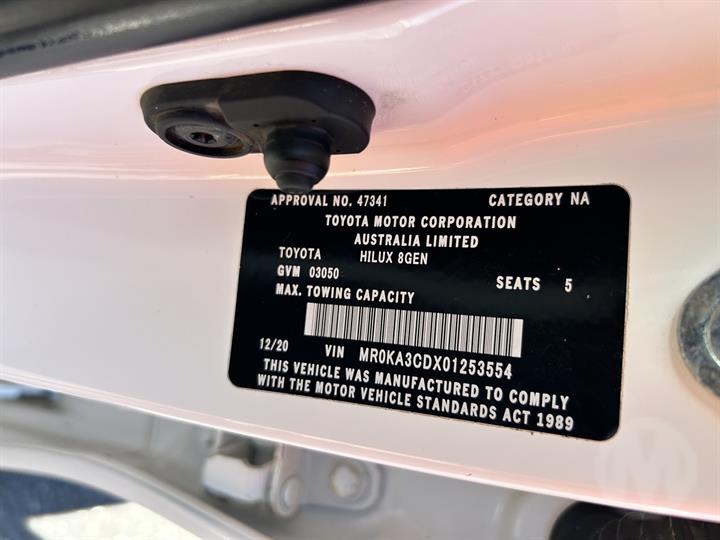 APPROVAL NO. 47341 CATEGORY NA
TOYOTA MOTOR CORPORATION
AUSTRALIA LIMITED
TOYOTA HILUX 8GEN
GVM 03050 SEATS 5
MAX. TOWING CAPACITY
12/20 VIN MR0KA3CDX01253554
THIS VEHICLE WAS MANUFACTURED TO COMPLY
WITH THE MOTOR VEHICLE STANDARDS ACT 1989
M